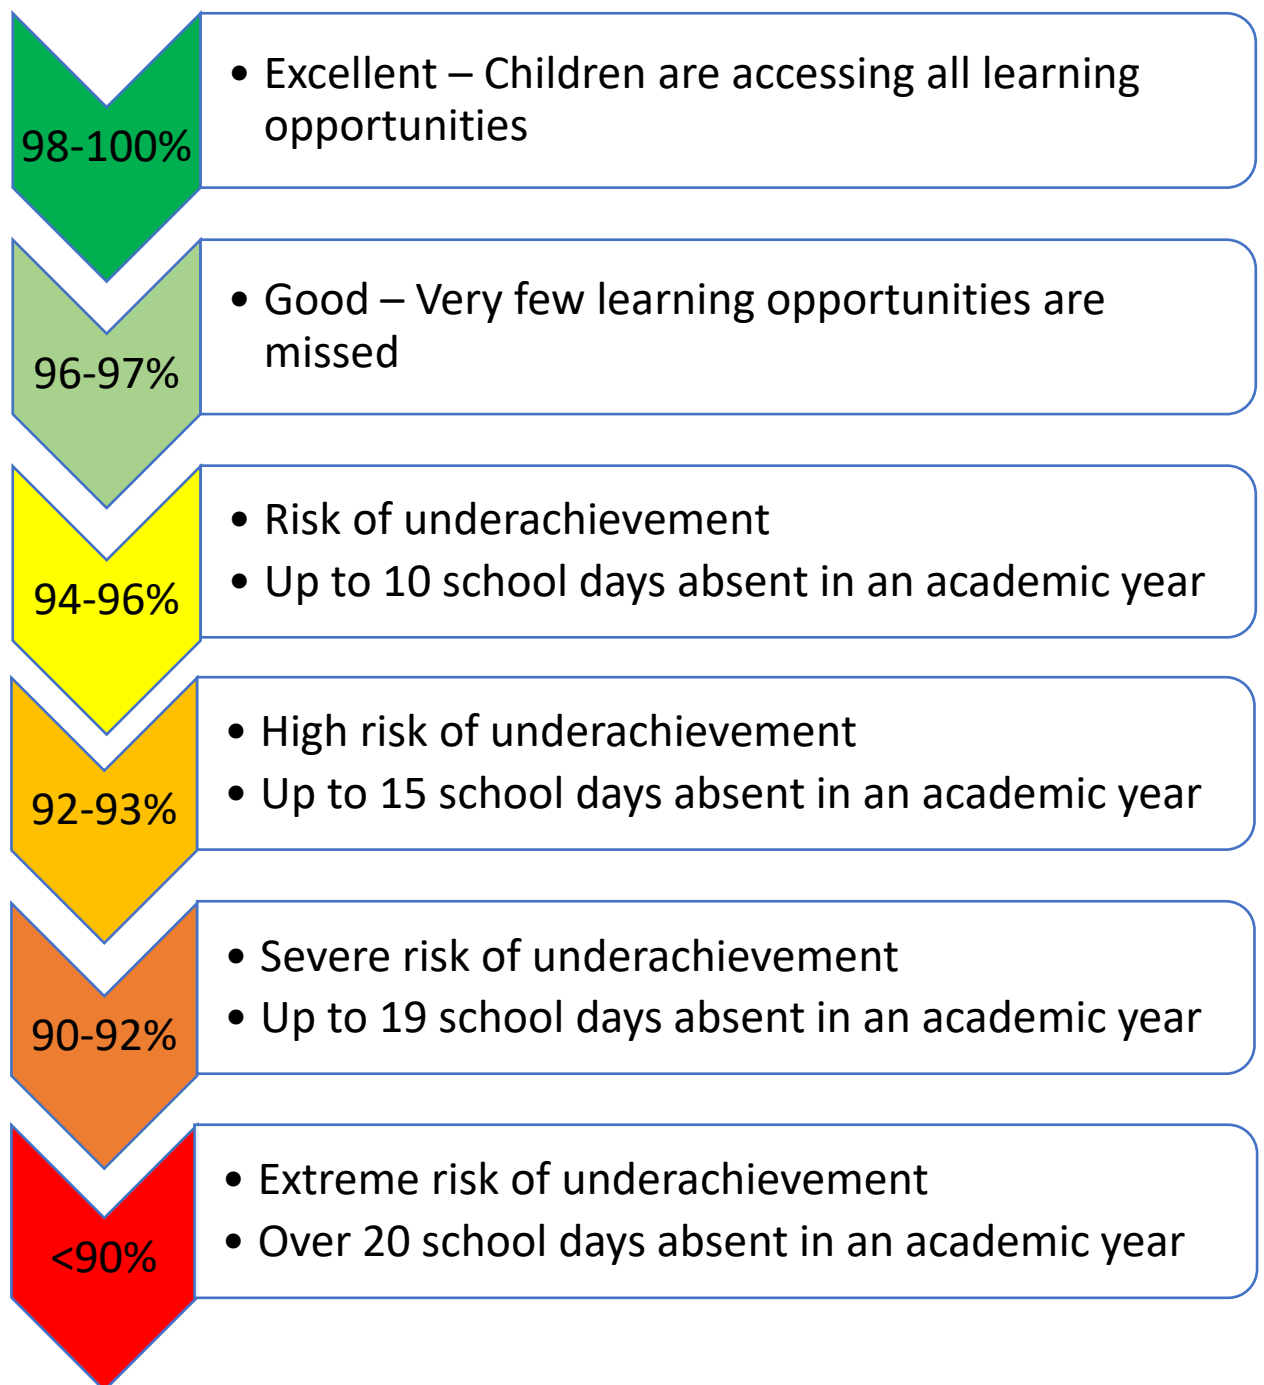 98-100%
• Excellent – Children are accessing all learning
opportunities
96-97%
• Good – Very few learning opportunities are
missed
94-96%
• Risk of underachievement
• Up to 10 school days absent in an academic year
92-93%
• High risk of underachievement
• Up to 15 school days absent in an academic year
90-92%
• Severe risk of underachievement
• Up to 19 school days absent in an academic year
<90%
• Extreme risk of underachievement
• Over 20 school days absent in an academic year